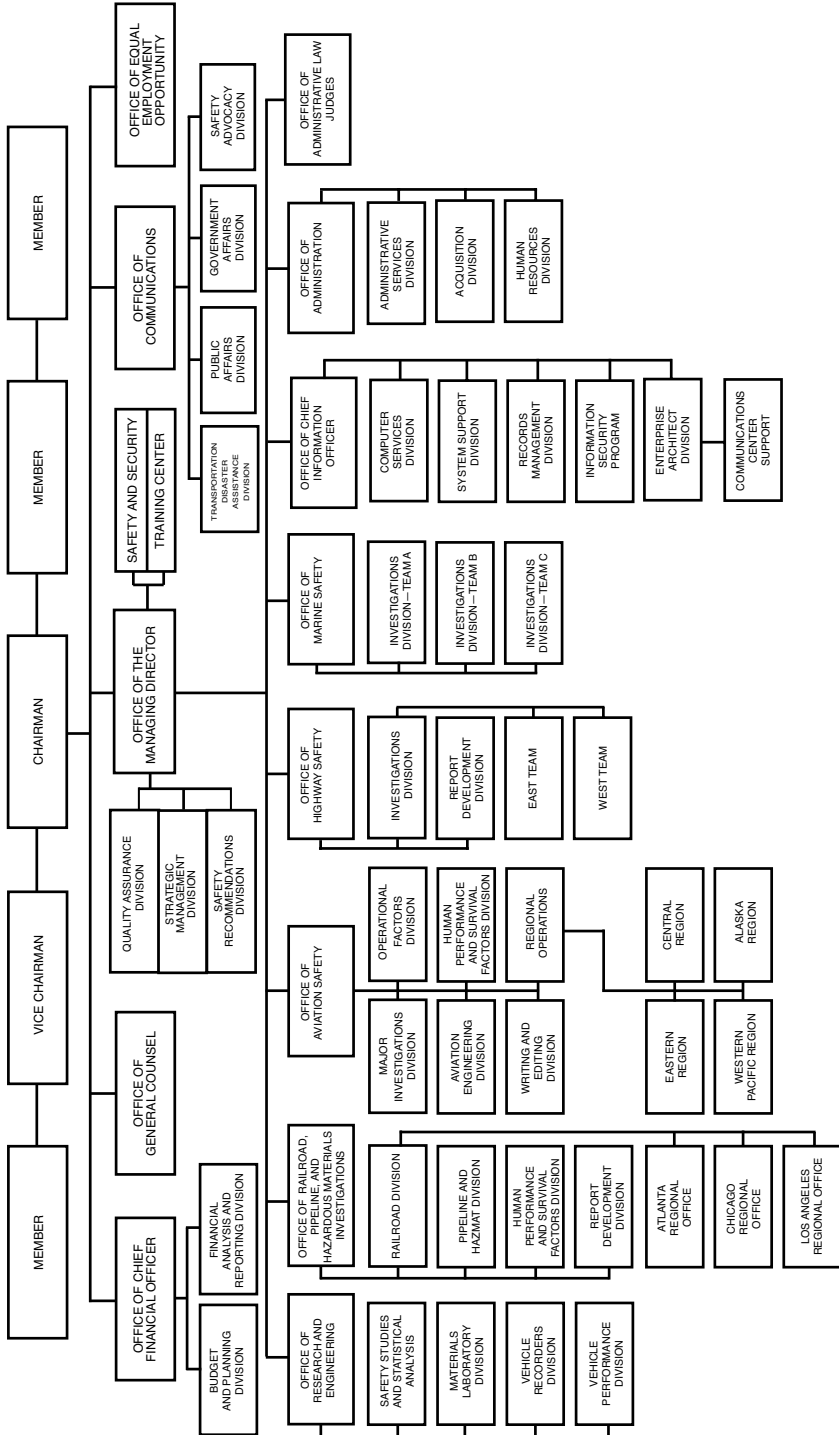 MEMBER
VICE CHAIRMAN
CHAIRMAN
MEMBER
MEMBER
OFFICE OF CHIEF
FINANCIAL OFFICER
OFFICE OF
GENERAL COUNSEL
OFFICE OF THE
MANAGING DIRECTOR
OFFICE OF
COMMUNICATIONS
OFFICE OF EQUAL
EMPLOYMENT
OPPORTUNITY
QUALITY ASSURANCE
DIVISION
STRATEGIC
MANAGEMENT
DIVISION
SAFETY
RECOMMENDATIONS
DIVISION
SAFETY AND SECURITY
TRAINING CENTER
BUDGET
AND PLANNING
DIVISION
FINANCIAL
ANALYSIS AND
REPORTING DIVISION
TRANSPORTATION
DISASTER
ASSISTANCE
DIVISION
PUBLIC
AFFAIRS
DIVISION
GOVERNMENT
AFFAIRS
DIVISION
SAFETY
ADVOCACY
DIVISION
OFFICE OF
RESEARCH AND
ENGINEERING
SAFETY STUDIES
AND STATISTICAL
ANALYSIS
MATERIALS
LABORATORY
DIVISION
VEHICLE
RECORDERS
DIVISION
VEHICLE
PERFORMANCE
DIVISION
OFFICE OF RAILROAD,
PIPELINE, AND
HAZARDOUS MATERIALS
INVESTIGATIONS
RAILROAD DIVISION
PIPELINE AND
HAZMAT DIVISION
HUMAN
PERFORMANCE
AND SURVIVAL
FACTORS DIVISION
REPORT
DEVELOPMENT
DIVISION
ATLANTA
REGIONAL
OFFICE
CHICAGO
REGIONAL
OFFICE
LOS ANGELES
REGIONAL OFFICE
OFFICE OF
AVIATION SAFETY
MAJOR
INVESTIGATIONS
DIVISION
OPERATIONAL
FACTORS
DIVISION
AVIATION
ENGINEERING
DIVISION
HUMAN
PERFORMANCE
AND SURVIVAL
FACTORS DIVISION
WRITING AND
EDITING
DIVISION
REGIONAL
OPERATIONS
EASTERN
REGION
CENTRAL
REGION
WESTERN
PACIFIC REGION
ALASKA
REGION
OFFICE OF
HIGHWAY SAFETY
INVESTIGATIONS
DIVISION
REPORT
DEVELOPMENT
DIVISION
EAST TEAM
WEST TEAM
OFFICE OF
MARINE SAFETY
INVESTIGATIONS
DIVISION—TEAM A
INVESTIGATIONS
DIVISION—TEAM B
INVESTIGATIONS
DIVISION—TEAM C
OFFICE OF CHIEF
INFORMATION
OFFICER
COMPUTER
SERVICES
DIVISION
SYSTEM SUPPORT
DIVISION
RECORDS
MANAGEMENT
DIVISION
INFORMATION
SECURITY
PROGRAM
ENTERPRISE
ARCHITECT
DIVISION
COMMUNICATIONS
CENTER
SUPPORT
OFFICE OF
ADMINISTRATION
ADMINISTRATIVE
SERVICES
DIVISION
ACQUISITION
DIVISION
HUMAN
RESOURCES
DIVISION
OFFICE OF
ADMINISTRATIVE LAW
JUDGES